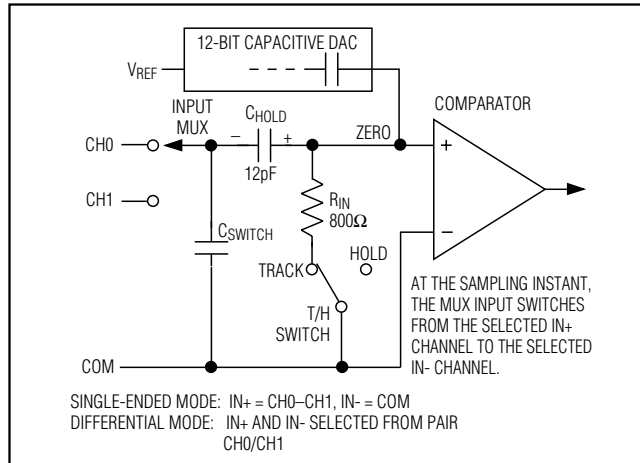 12-BIT CAPACITIVE DAC
VREF
COMPARATOR
INPUT
MUX
CHOLD
ZERO
− +
+
CH0
12pF
CH1
RIN
800Ω
CSWITCH
−
HOLD
TRACK
AT THE SAMPLING INSTANT,
THE MUX INPUT SWITCHES
FROM THE SELECTED IN+
CHANNEL TO THE SELECTED
IN- CHANNEL.
T/H
SWITCH
COM
SINGLE-ENDED MODE: IN+ = CH0–CH1, IN- = COM
DIFFERENTIAL MODE: IN+ AND IN- SELECTED FROM PAIR
CH0/CH1